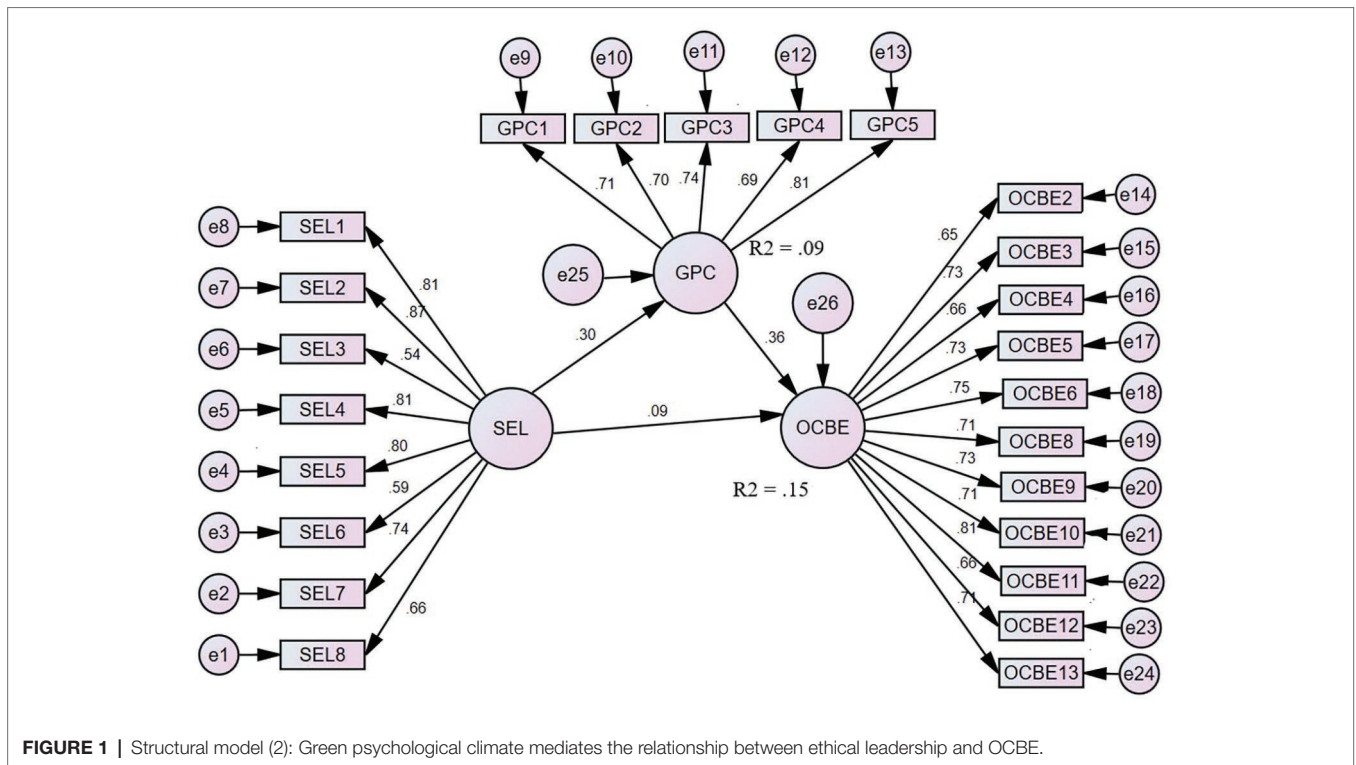 e9 e10 e11 e12 e13
GPC1 GPC2 GPC3 GPC4 GPC5
.71 .70 .74 .69 .81
e8 SEL1
e7 SEL2
e6 SEL3
e5 SEL4
e4 SEL5
e3 SEL6
e2 SEL7
e1 SEL8
.81
.87
.54
.81
.80
.59
.74
.66
SEL
.30
e25
GPC
R2 = .09
.36
e26
.09
OCBE
R2 = .15
.65
.73
.66
.73
.75
.71
.73
.71
.81
.66
.71
OCBE2 e14
OCBE3 e15
OCBE4 e16
OCBE5 e17
OCBE6 e18
OCBE8 e19
OCBE9 e20
OCBE10 e21
OCBE11 e22
OCBE12 e23
OCBE13 e24
FIGURE 1 | Structural model (2): Green psychological climate mediates the relationship between ethical leadership and OCBE.